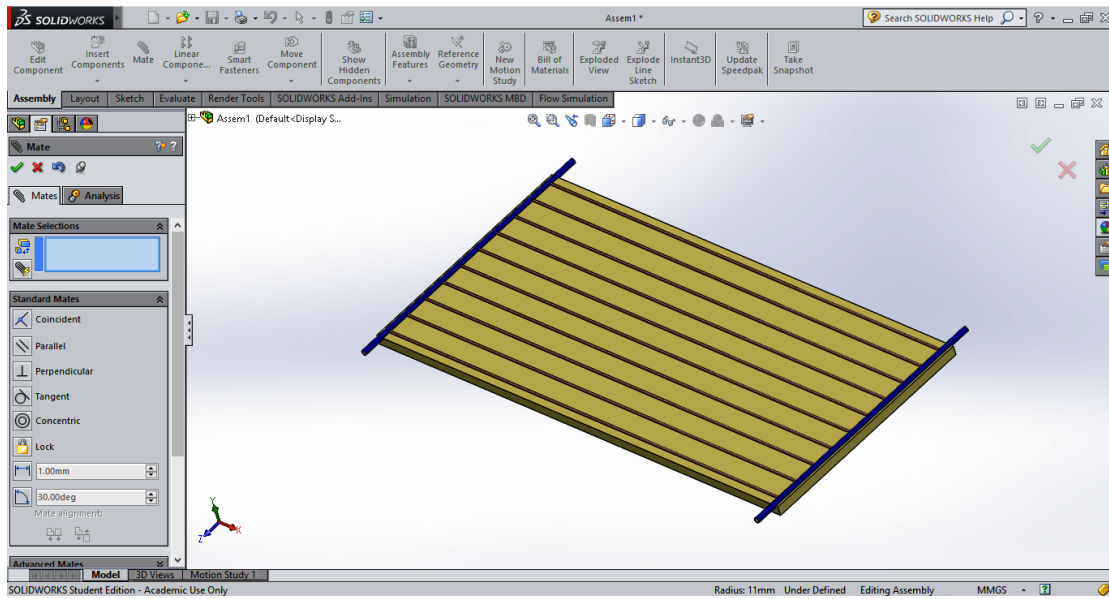 SOLIDWORKS
Assem1 *
Search SOLIDWORKS Help
Edit Component
Insert Components
Mate
Linear Compone...
Smart Fasteners
Move Component
Show Hidden Components
Assembly Features
Reference Geometry
New Motion Study
Bill of Materials
Exploded View
Explode Line Sketch
Instant3D
Update Speedpak
Take Snapshot
Assembly Layout Sketch Evaluate Render Tools SOLIDWORKS Add-Ins Simulation SOLIDWORKS MBD Flow Simulation
Assem1 (Default<Display S...
Mate
Mates Analysis
Mate Selections
Standard Mates
Coincident
Parallel
Perpendicular
Tangent
Concentric
Lock
1.00mm
30.00deg
Mate alignment:
Advanced Mates
Y
X
Z
Model 3D Views Motion Study 1
SOLIDWORKS Student Edition - Academic Use Only
Radius: 11mm Under Defined Editing Assembly MMGS